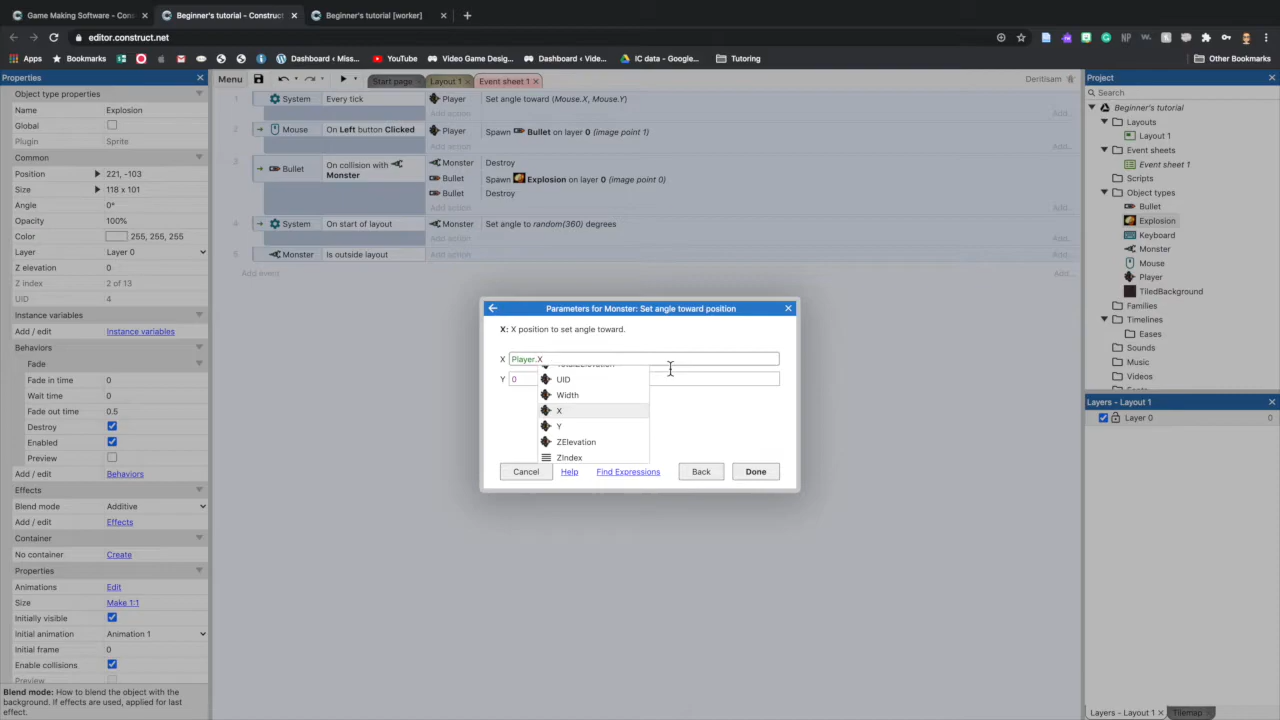 Game Making Software - Cons
Beginner's tutorial - Construct
Beginner's tutorial [worker]
editor.construct.net
Apps
Bookmarks
Dashboard ‹ Miss...
YouTube
Video Game Desig...
Dashboard ‹ Vide...
IC data - Google...
Tutoring
Other Bookmarks
Properties
Menu
Start page
Layout 1
Event sheet 1
Deritisam
Project
Object type properties
Name Explosion
Global
Plugin Sprite
Common
Position 221, -103
Size 118 x 101
Angle 0°
Opacity 100%
Color 255, 255, 255
Layer Layer 0
Z elevation 0
Z index 2 of 13
UID 4
Instance variables
Add / edit Instance variables
Behaviors
Fade
Fade in time 0
Wait time 0
Fade out time 0.5
Destroy
Enabled
Preview
Add / edit Behaviors
Effects
Blend mode Additive
Add / edit Effects
Container
No container Create
Properties
Animations Edit
Size Make 1:1
Initially visible
Initial animation Animation 1
Initial frame 0
Enable collisions
Blend mode: How to blend the object with the
background. If effects are used, applied for last
effect.
1 System Every tick Player Set angle toward (Mouse.X, Mouse.Y)
Add action Add...
2 Mouse On Left button Clicked Player Spawn Bullet on layer 0 (image point 1)
Add action Add...
3 Bullet On collision with Monster
Monster Destroy
Bullet Spawn Explosion on layer 0 (image point 0)
Bullet Destroy
Add action Add...
4 System On start of layout Monster Set angle to random(360) degrees
Add action Add...
5 Monster Is outside layout Add action Add...
Add event Add...
Parameters for Monster: Set angle toward position
X: X position to set angle toward.
X Player.X
Y 0
UID
Width
X
Y
ZElevation
ZIndex
Cancel
Help
Find Expressions
Back
Done
Search
Beginner's tutorial
Layouts
Layout 1
Event sheets
Event sheet 1
Scripts
Object types
Bullet
Explosion
Keyboard
Monster
Mouse
Player
TiledBackground
Families
Timelines
Eases
Sounds
Music
Videos
Layers - Layout 1
Layer 0
Layers - Layout 1
Tilemap